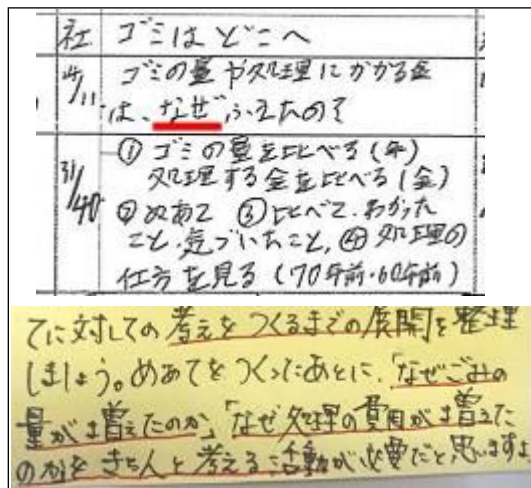 社 ゴミはどこへ
4/11 ゴミの量や処理にかかる金
は、なぜふえたの?
31/40 ① ゴミの量を比べる(年)
処理する金を比べる(金)
② めあて ③ 比べて、わかった
こと、気づいたこと、④ 処理の
仕方を見る(70年前・60年前)
てに対しての考えをつくるまでの展開を整理
しましょう。めあてをつくったあとに、「なぜごみの
量が増えたのか、「なぜ処理の費用が増えた
のかをきちんと考える活動が必要だと思いますよ